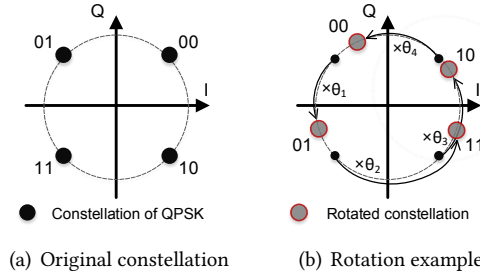 Q
01
00
I
11
10
Constellation of QPSK
(a) Original constellation
Q
00
10
×θ4
×θ1
I
01
×θ2
×θ3
11
Rotated constellation
(b) Rotation example